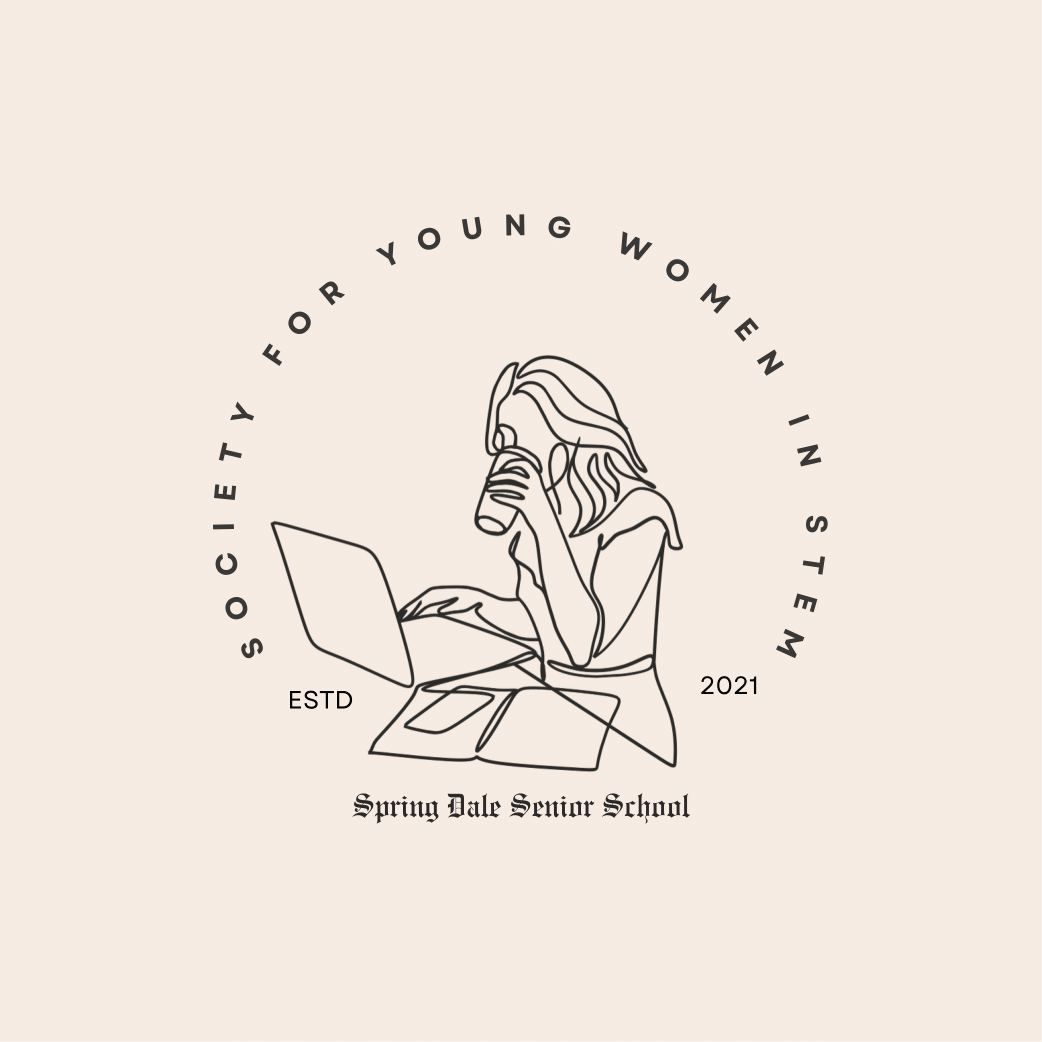 SOCIETY FOR YOUNG WOMEN IN STEM
ESTD
2021
Spring Dale Senior School